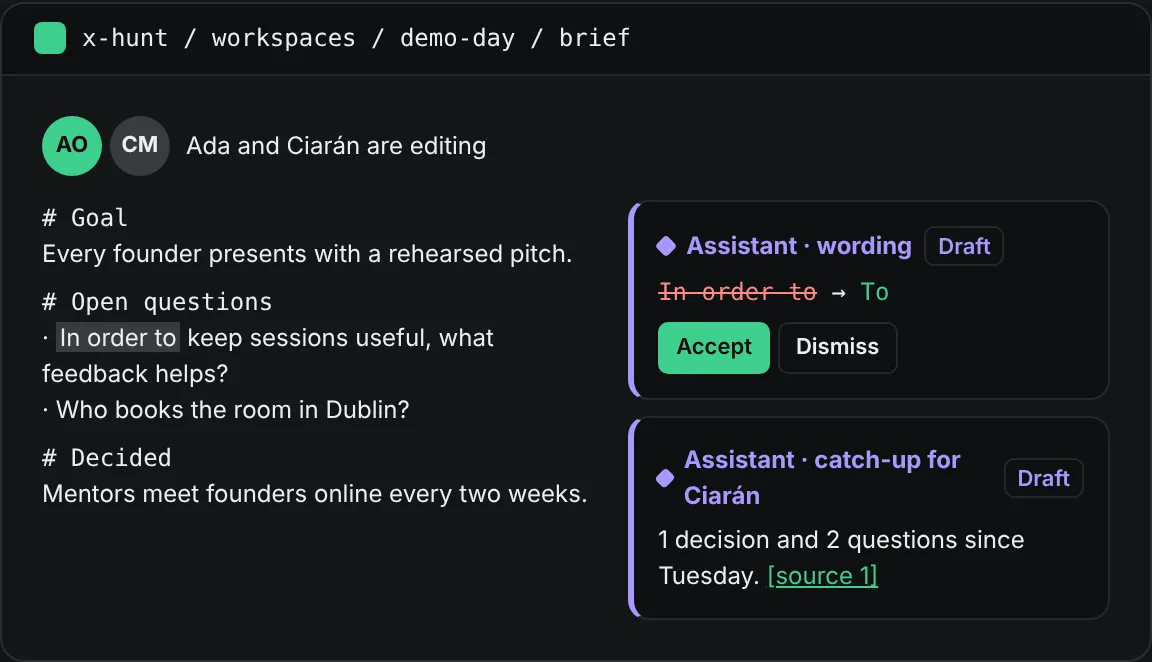 x-hunt / workspaces / demo-day / brief
AO CM Ada and Ciarán are editing
# Goal
Every founder presents with a rehearsed pitch.
# Open questions
· In order to keep sessions useful, what
feedback helps?
· Who books the room in Dublin?
# Decided
Mentors meet founders online every two weeks.
Assistant · wording Draft
In order to → To
Accept Dismiss
Assistant · catch-up for
Ciarán
Draft
1 decision and 2 questions since
Tuesday. [source 1]